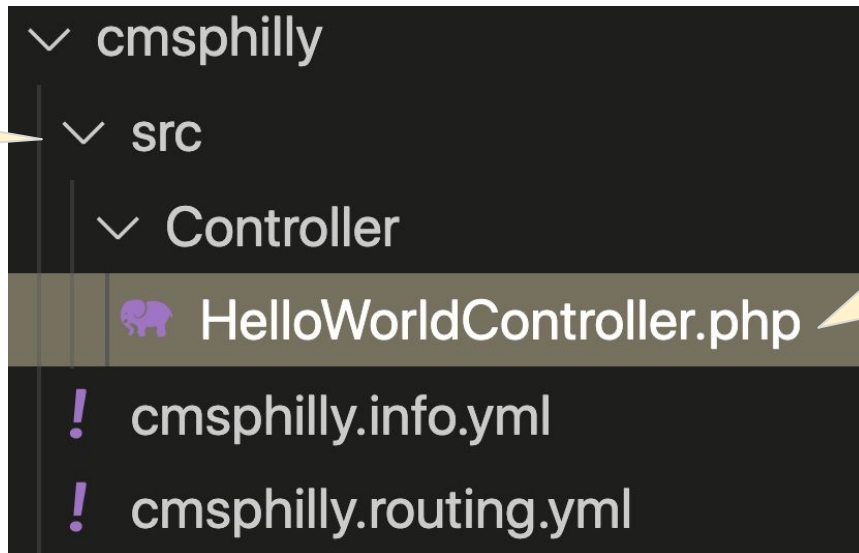 cmsphilly
src
Controller
HelloWorldController.php
cmsphilly.info.yml
cmsphilly.routing.yml